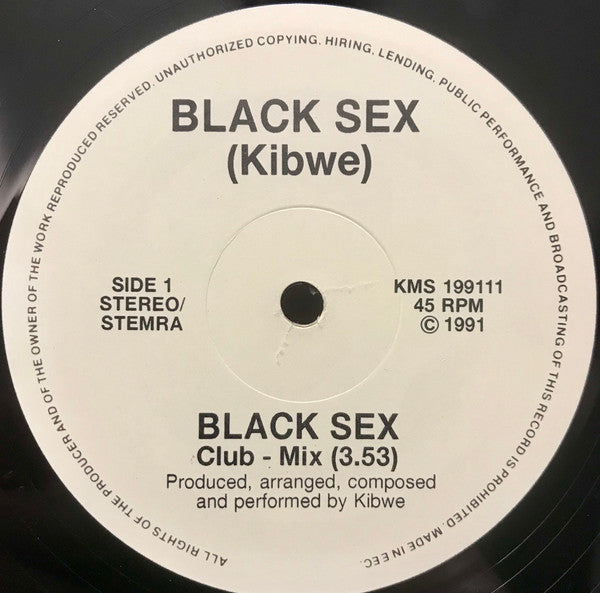 ALL RIGHTS OF THE PRODUCER AND OF THE OWNER OF THE WORK REPRODUCED RESERVED. UNAUTHORIZED COPYING, HIRING, LENDING, PUBLIC PERFORMANCE AND BROADCASTING OF THIS RECORD IS PROHIBITED. MADE IN EEC.
BLACK SEX
(Kibwe)
SIDE 1
STEREO/
STEMRA
KMS 199111
45 RPM
© 1991
BLACK SEX
Club - Mix (3.53)
Produced, arranged, composed
and performed by Kibwe